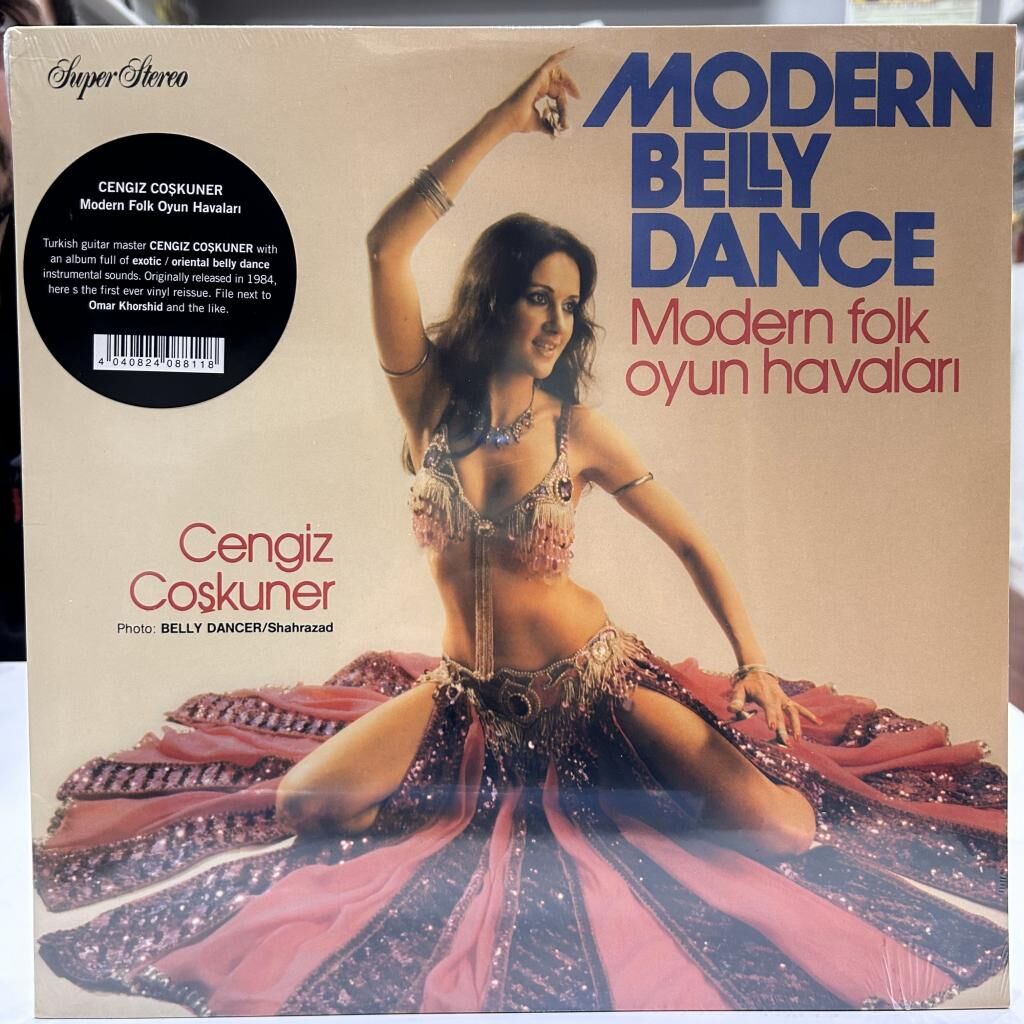 Super Stereo
MODERN
BELLY
DANCE
Modern folk
oyun havaları
CENGIZ COŞKUNER
Modern Folk Oyun Havaları
Turkish guitar master CENGIZ COŞKUNER with
an album full of exotic / oriental belly dance
instrumental sounds. Originally released in 1984,
here s the first ever vinyl reissue. File next to
Omar Khorshid and the like.
4 040824 088118
Cengiz
Coşkuner
Photo: BELLY DANCER/Shahrazad